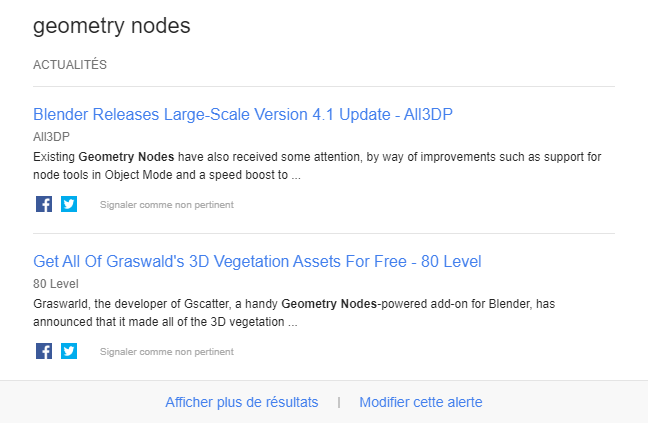 geometry nodes
ACTUALITÉS
Blender Releases Large-Scale Version 4.1 Update - All3DP
All3DP
Existing Geometry Nodes have also received some attention, by way of improvements such as support for
node tools in Object Mode and a speed boost to ...
Signaler comme non pertinent
Get All Of Graswald's 3D Vegetation Assets For Free - 80 Level
80 Level
Graswarld, the developer of Gscatter, a handy Geometry Nodes-powered add-on for Blender, has
announced that it made all of the 3D vegetation ...
Signaler comme non pertinent
Afficher plus de résultats | Modifier cette alerte